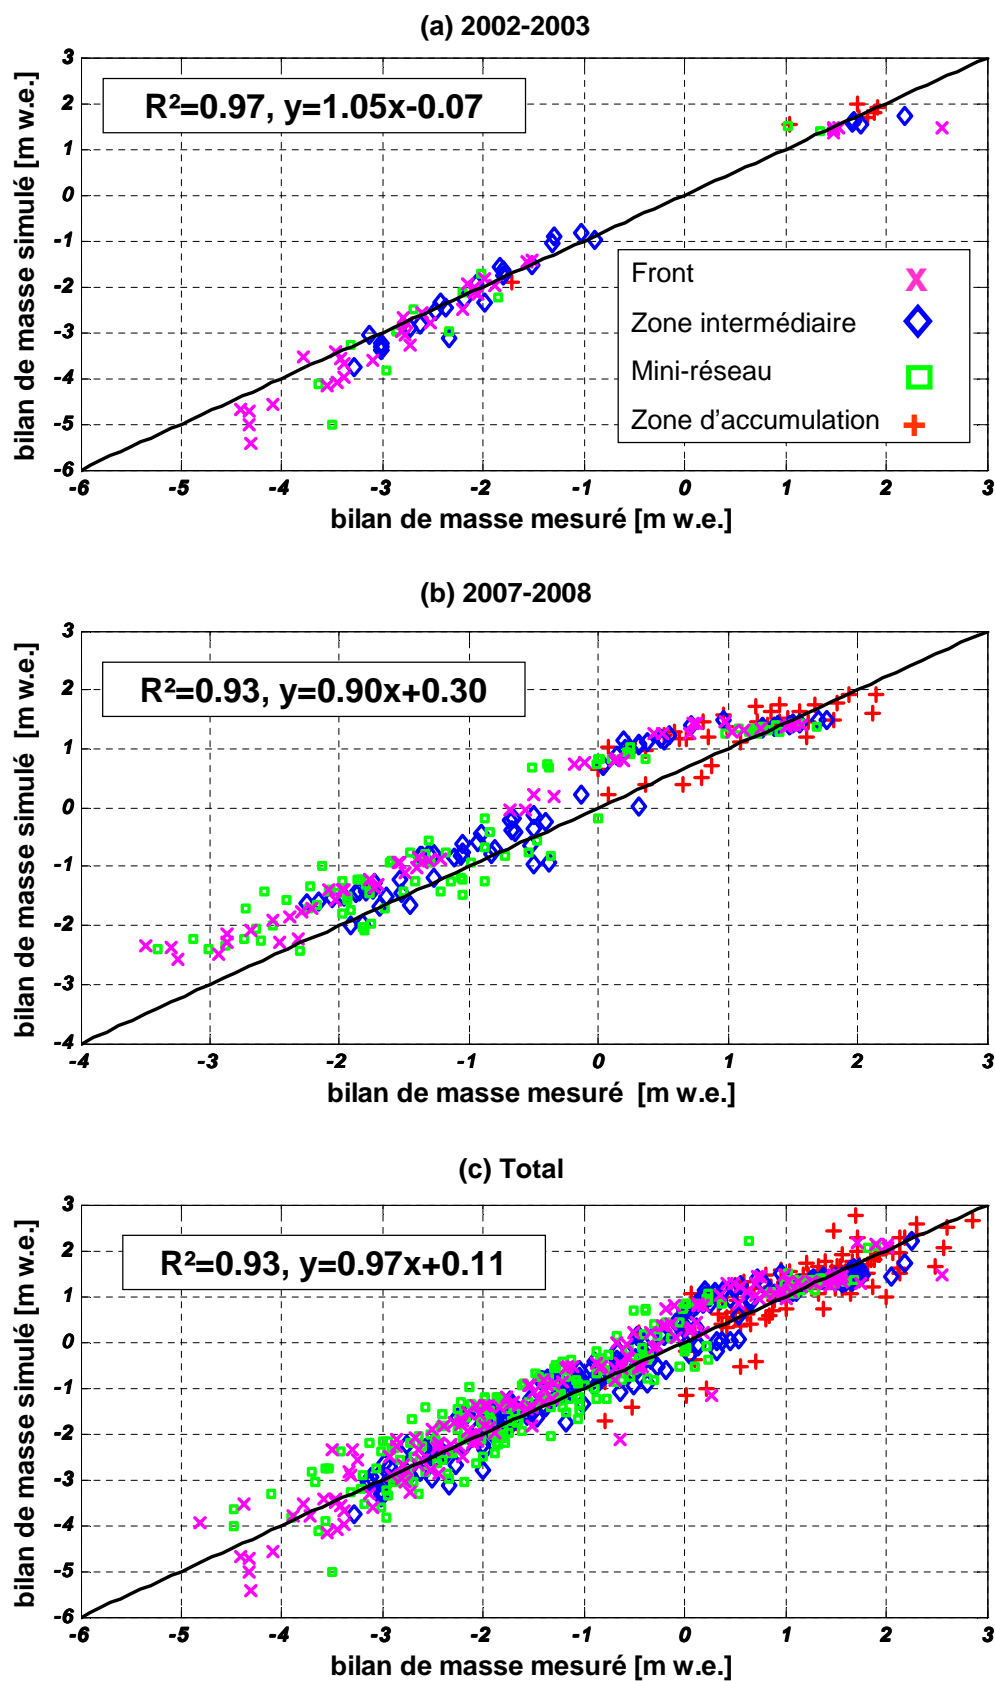 (a) 2002-2003
3
2
1
0
-1
-2
-3
-4
-5
-6
bilan de masse simulé [m w.e.]
R²=0.97, y=1.05x-0.07
Front
Zone intermédiaire
Mini-réseau
Zone d'accumulation
-6 -5 -4 -3 -2 -1 0 1 2 3
bilan de masse mesuré [m w.e.]
(b) 2007-2008
3
2
1
0
-1
-2
-3
-4
bilan de masse simulé [m w.e.]
R²=0.93, y=0.90x+0.30
-4 -3 -2 -1 0 1 2 3
bilan de masse mesuré [m w.e.]
(c) Total
3
2
1
0
-1
-2
-3
-4
-5
-6
bilan de masse simulé [m w.e.]
R²=0.93, y=0.97x+0.11
-6 -5 -4 -3 -2 -1 0 1 2 3
bilan de masse mesuré [m w.e.]